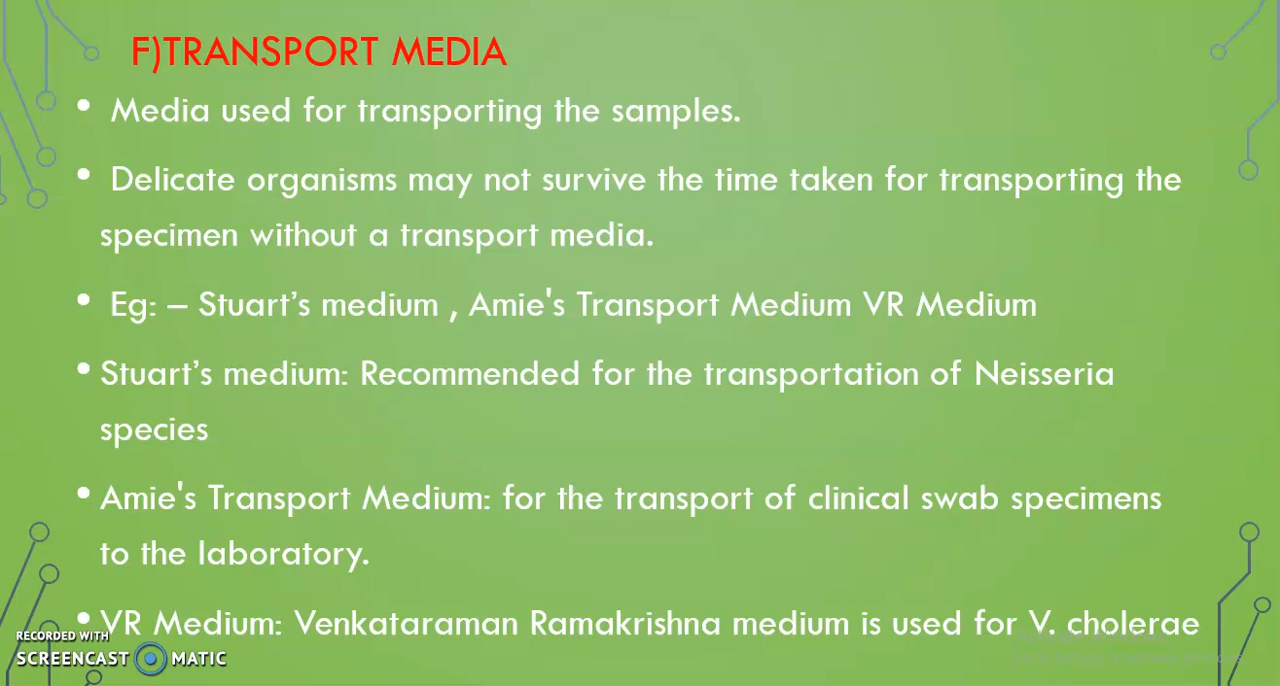 F)TRANSPORT MEDIA
• Media used for transporting the samples.
• Delicate organisms may not survive the time taken for transporting the
specimen without a transport media.
• Eg: – Stuart’s medium , Amie's Transport Medium VR Medium
• Stuart’s medium: Recommended for the transportation of Neisseria
species
• Amie's Transport Medium: for the transport of clinical swab specimens
to the laboratory.
• VR Medium: Venkataraman Ramakrishna medium is used for V. cholerae
RECORDED WITH
SCREENCAST MATIC